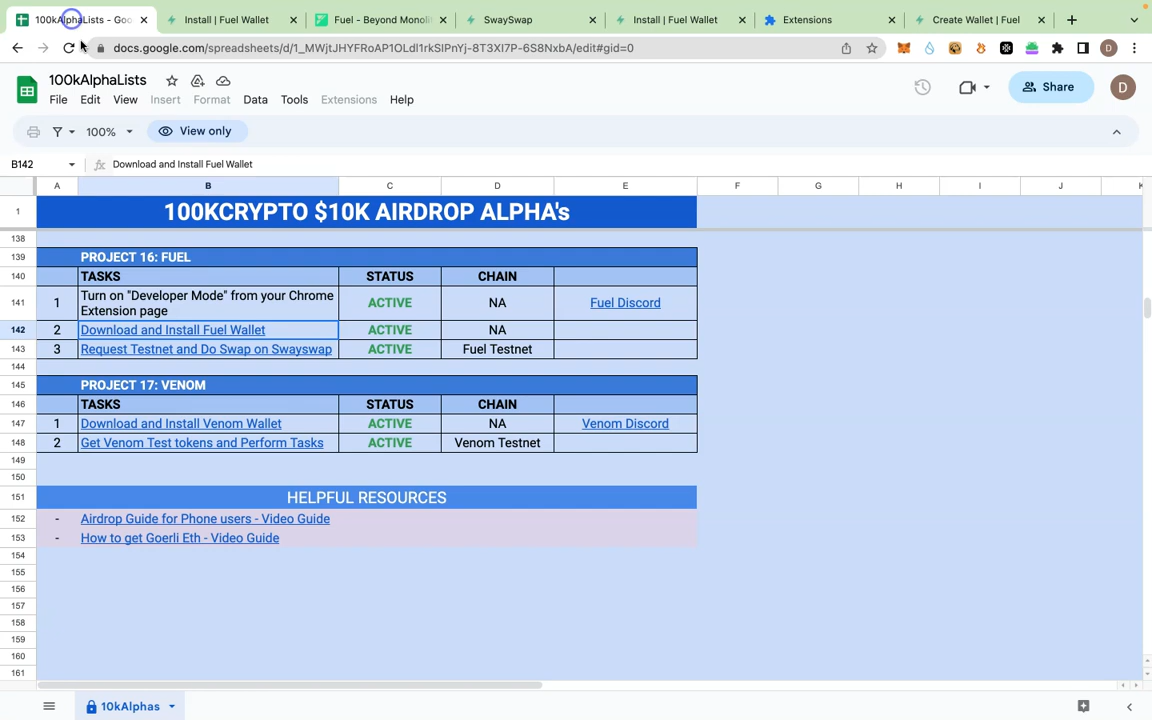 100kAlphaLists - Goo
Install | Fuel Wallet
Fuel - Beyond Monolit
SwaySwap
Install | Fuel Wallet
Extensions
Create Wallet | Fuel
docs.google.com/spreadsheets/d/1_MWjtJHYFRoAP1OLdl1rkSIPnYj-8T3XI7P-6S8NxbA/edit#gid=0
D
100kAlphaLists
File Edit View Insert Format Data Tools Extensions Help
Share
D
100%
View only
B142
Download and Install Fuel Wallet
A B C D E F G H I J K
1 100KCRYPTO $10K AIRDROP ALPHA's
138
139 PROJECT 16: FUEL
140 TASKS STATUS CHAIN
141 1 Turn on "Developer Mode" from your Chrome
Extension page ACTIVE NA Fuel Discord
142 2 Download and Install Fuel Wallet ACTIVE NA
143 3 Request Testnet and Do Swap on Swayswap ACTIVE Fuel Testnet
144
145 PROJECT 17: VENOM
146 TASKS STATUS CHAIN
147 1 Download and Install Venom Wallet ACTIVE NA Venom Discord
148 2 Get Venom Test tokens and Perform Tasks ACTIVE Venom Testnet
149
150
151 HELPFUL RESOURCES
152 - Airdrop Guide for Phone users - Video Guide
153 - How to get Goerli Eth - Video Guide
154
155
156
157
158
159
160
161
10kAlphas